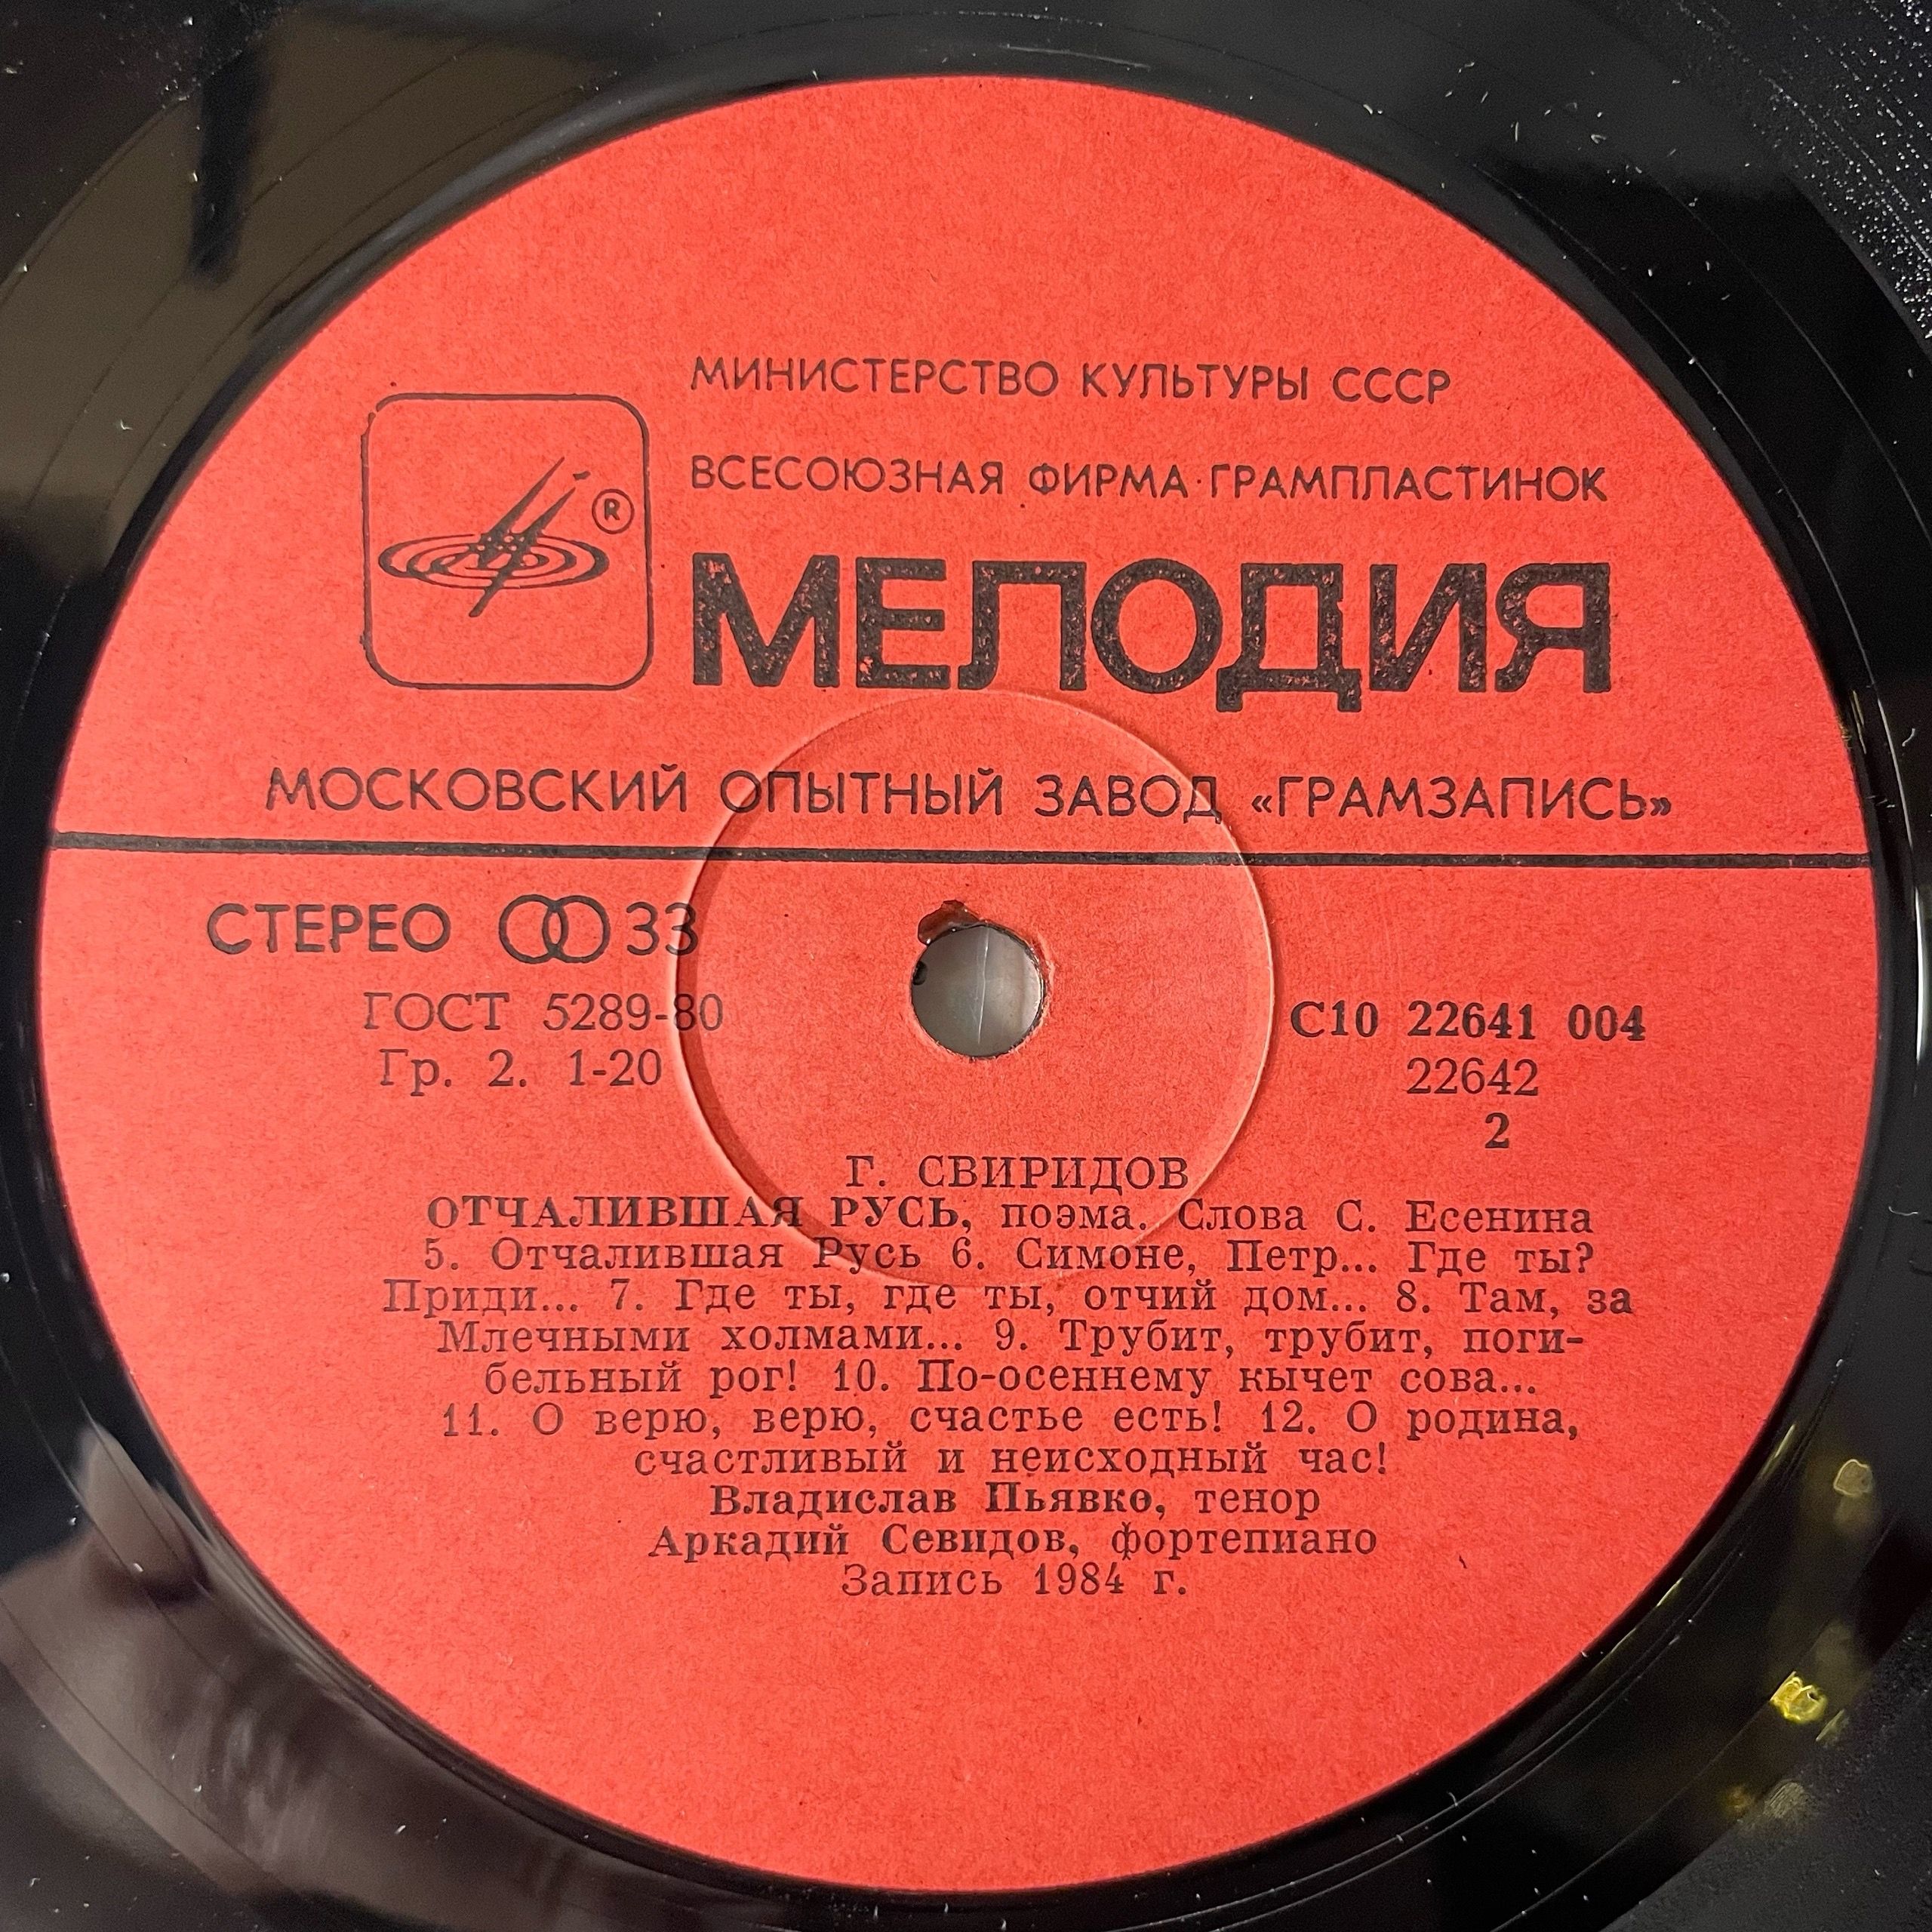 МИНИСТЕРСТВО КУЛЬТУРЫ СССР
ВСЕСОЮЗНАЯ ФИРМА·ГРАМПЛАСТИНОК
®
МЕЛОДИЯ
МОСКОВСКИЙ ОПЫТНЫЙ ЗАВОД «ГРАМЗАПИСЬ»
СТЕРЕО 33
ГОСТ 5289-80
Гр. 2. 1-20
С10 22641 004
22642
2
Г. СВИРИДОВ
ОТЧАЛИВШАЯ РУСЬ, поэма. Слова С. Есенина
5. Отчалившая Русь 6. Симоне, Петр... Где ты?
Приди... 7. Где ты, где ты, отчий дом... 8. Там, за
Млечными холмами... 9. Трубит, трубит, поги-
бельный рог! 10. По-осеннему кычет сова...
11. О верю, верю, счастье есть! 12. О родина,
счастливый и неисходный час!
Владислав Пьявко, тенор
Аркадий Севидов, фортепиано
Запись 1984 г.